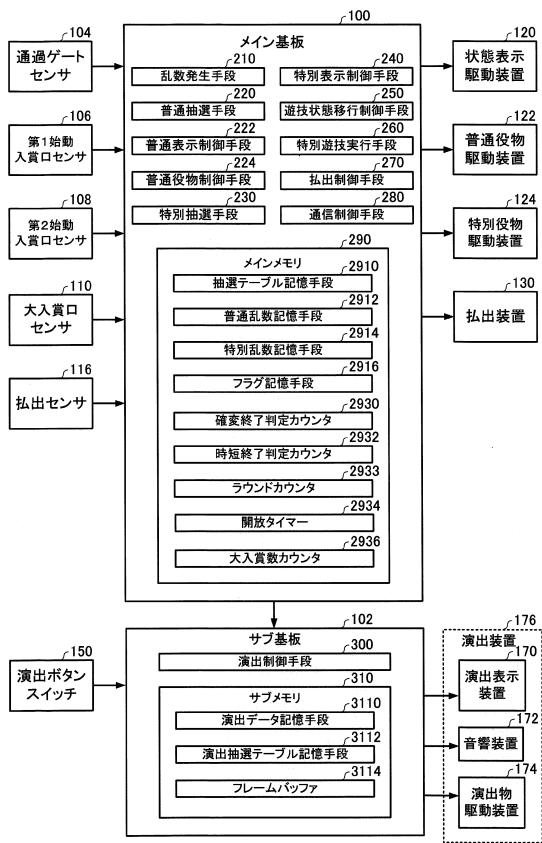 100
メイン基板
104
通過ゲート
センサ
106
第1始動
入賞口センサ
108
第2始動
入賞口センサ
110
大入賞口
センサ
116
払出センサ
210
乱数発生手段
220
普通抽選手段
222
普通表示制御手段
224
普通役物制御手段
230
特別抽選手段
240
特別表示制御手段
250
遊技状態移行制御手段
260
特別遊技実行手段
270
払出制御手段
280
通信制御手段
290
メインメモリ
2910
抽選テーブル記憶手段
2912
普通乱数記憶手段
2914
特別乱数記憶手段
2916
フラグ記憶手段
2930
確変終了判定カウンタ
2932
時短終了判定カウンタ
2933
ラウンドカウンタ
2934
開放タイマー
2936
大入賞数カウンタ
120
状態表示
駆動装置
122
普通役物
駆動装置
124
特別役物
駆動装置
130
払出装置
102
サブ基板
150
演出ボタン
スイッチ
300
演出制御手段
310
サブメモリ
3110
演出データ記憶手段
3112
演出抽選テーブル記憶手段
3114
フレームバッファ
176
演出装置
170
演出表示
装置
172
音響装置
174
演出物
駆動装置